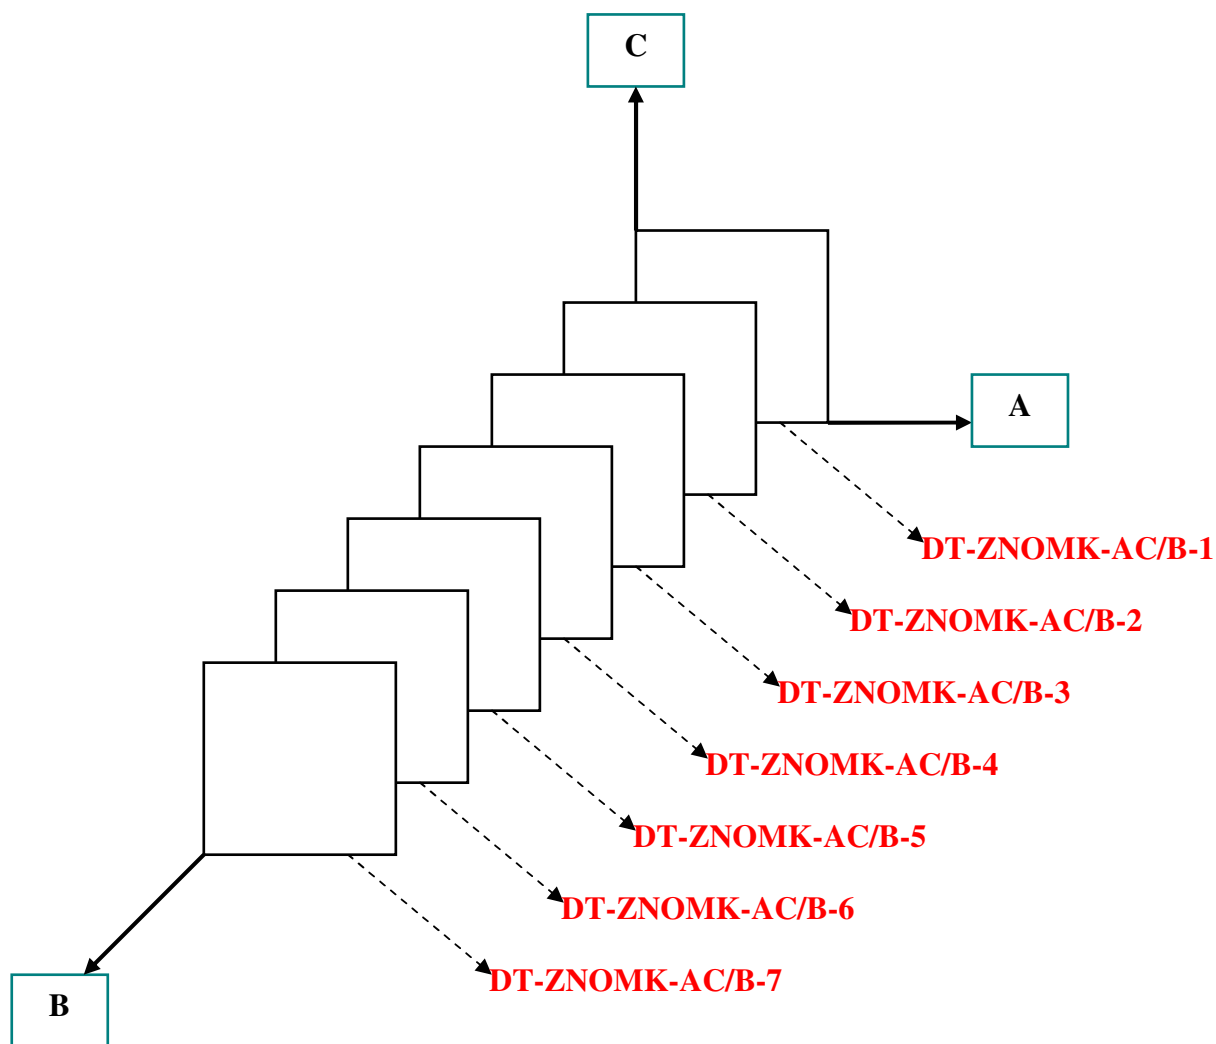 C
A
DT-ZNOMK-AC/B-1
DT-ZNOMK-AC/B-2
DT-ZNOMK-AC/B-3
DT-ZNOMK-AC/B-4
DT-ZNOMK-AC/B-5
DT-ZNOMK-AC/B-6
DT-ZNOMK-AC/B-7
B